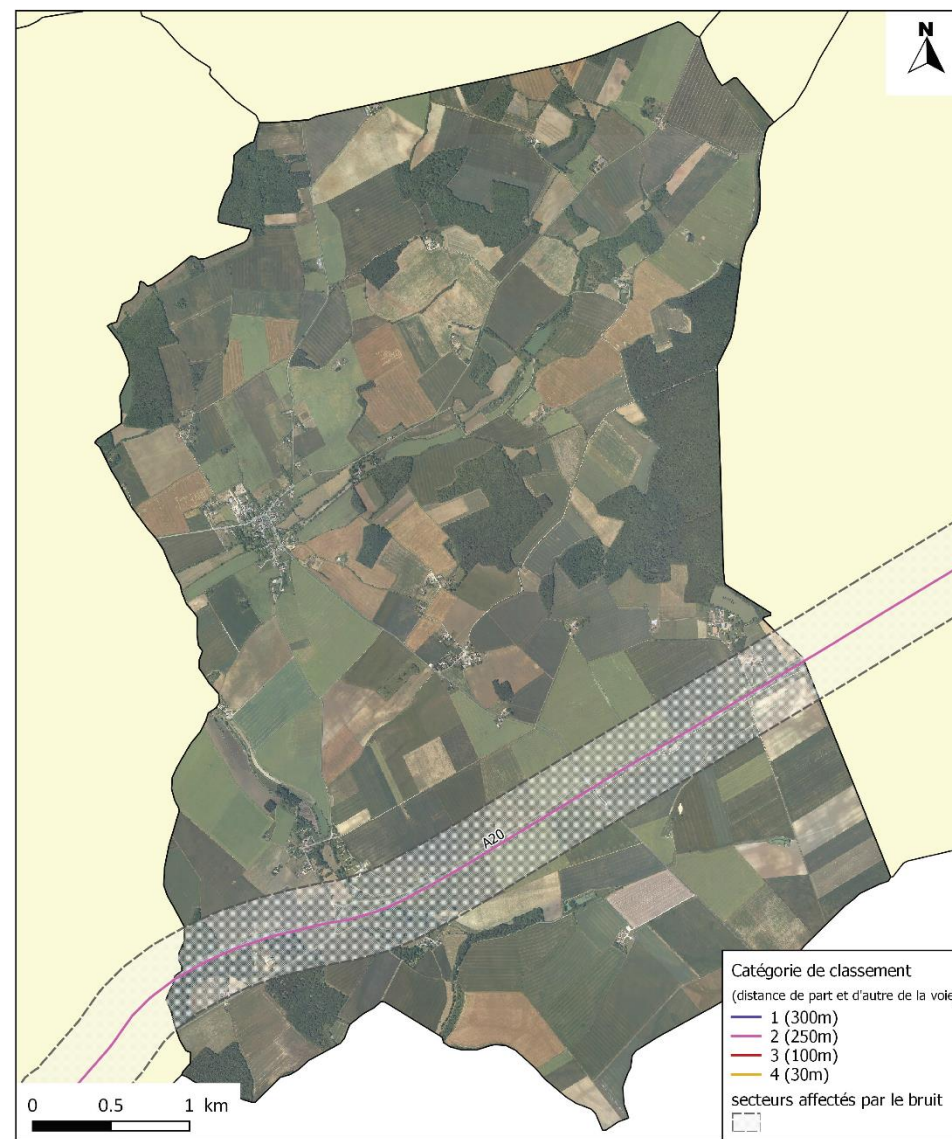 N
A20
Catégorie de classement
(distance de part et d'autre de la voie
1 (300m)
2 (250m)
3 (100m)
4 (30m)
secteurs affectés par le bruit
0 0.5 1 km